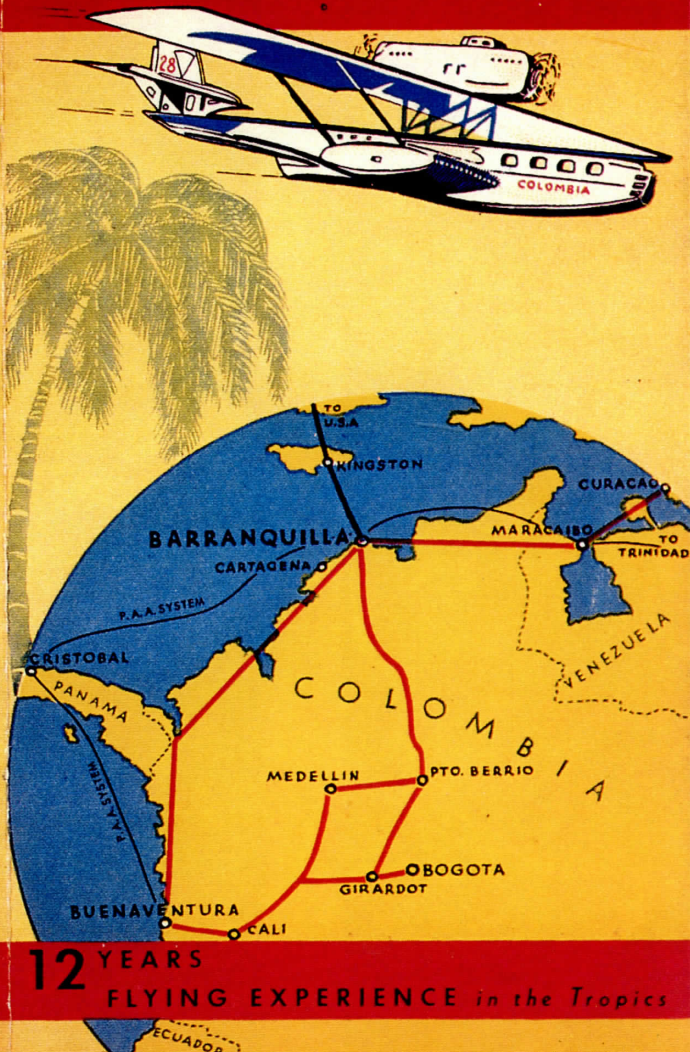 28
COLOMBIA
TO
U.S.A
KINGSTON
CURACAO
BARRANQUILLA
MARACAIBO
TO
TRINIDAD
CARTAGENA
P.A.A. SYSTEM
CRISTOBAL
PANAMA
VENEZUELA
COLOMBIA
P.A.A SYSTEM
MEDELLIN
PTO. BERRIO
BOGOTA
GIRARDOT
BUENAVENTURA
CALI
12 YEARS
FLYING EXPERIENCE in the Tropics
ECUADOR